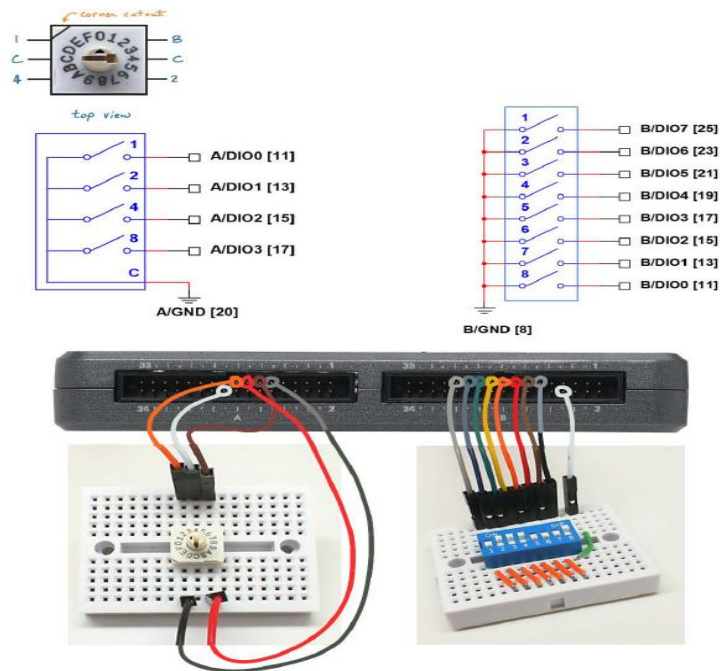 corner cutout
1
B
C
C
4
2
0123456789ABCDEF
top view
1
A/DIO0 [11]
2
A/DIO1 [13]
4
A/DIO2 [15]
8
A/DIO3 [17]
C
A/GND [20]
1
B/DIO7 [25]
2
B/DIO6 [23]
3
B/DIO5 [21]
4
B/DIO4 [19]
5
B/DIO3 [17]
6
B/DIO2 [15]
7
B/DIO1 [13]
8
B/DIO0 [11]
B/GND [8]
33
1
33
1
34
A
2
34
B
2